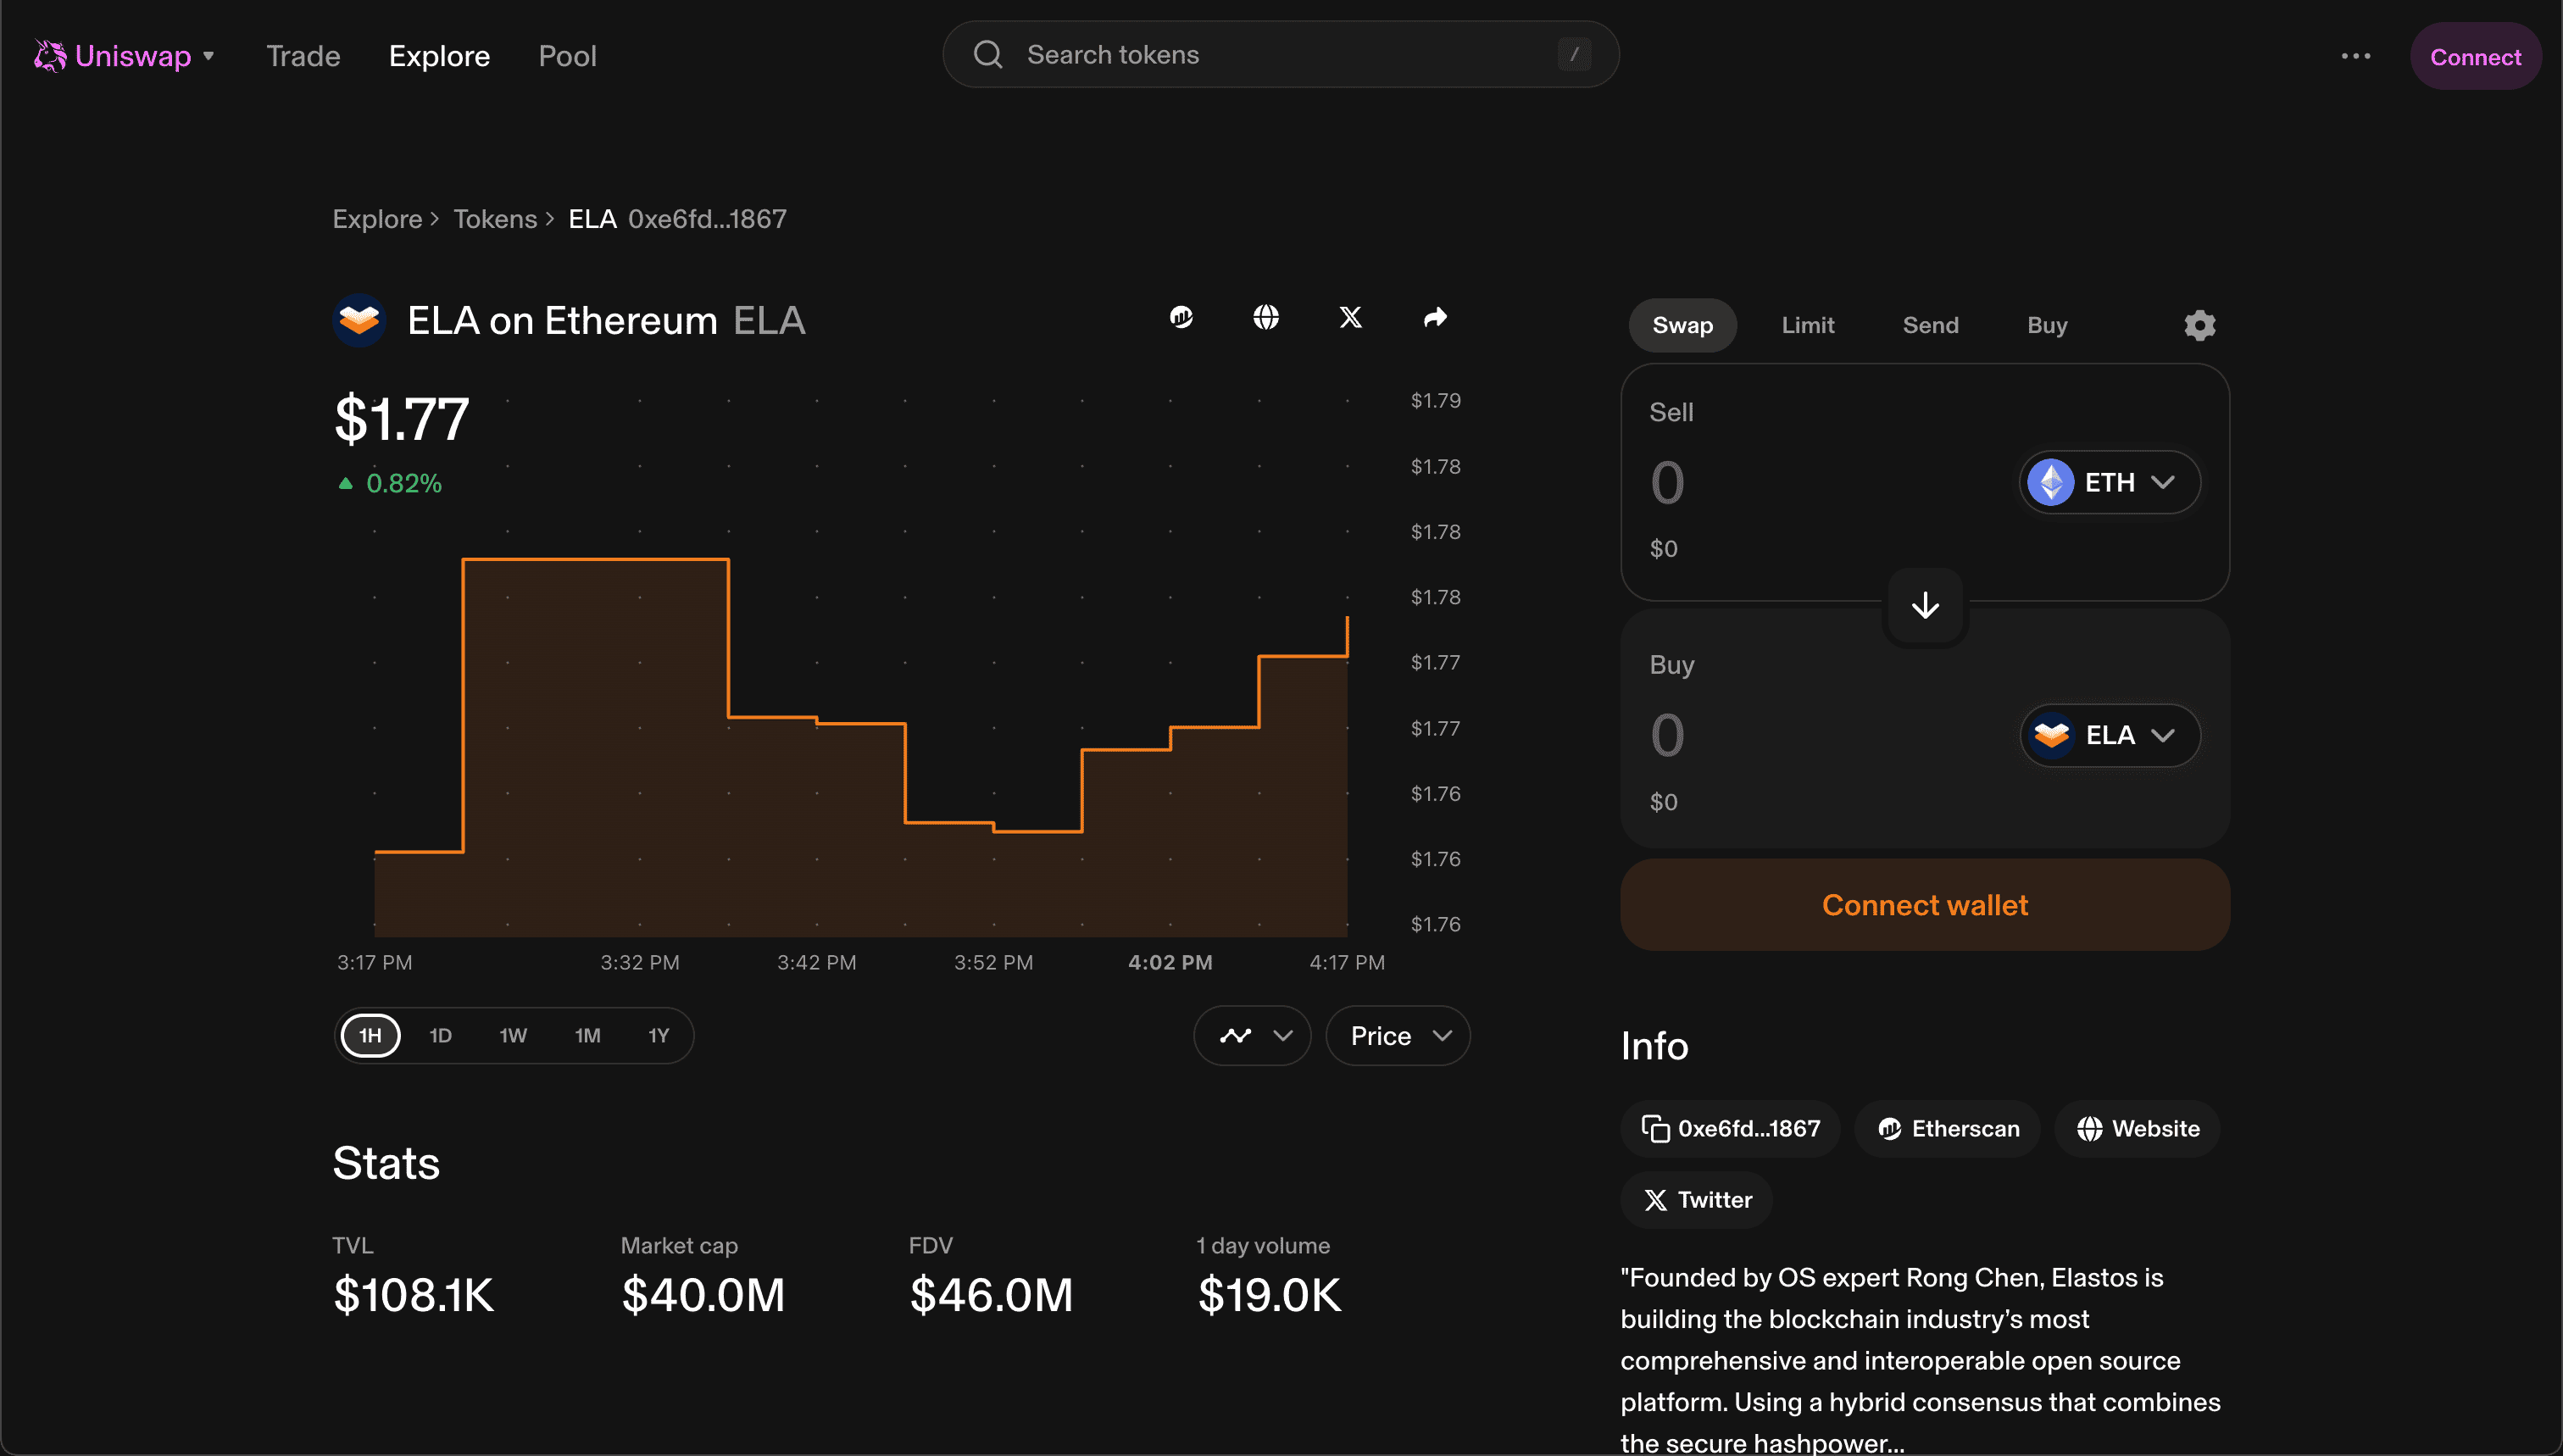 Uniswap
Trade
Explore
Pool
Search tokens
/
Connect
Explore > Tokens > ELA 0xe6fd...1867
ELA on Ethereum ELA
$1.77
0.82%
$1.79
$1.78
$1.78
$1.78
$1.77
$1.77
$1.76
$1.76
$1.76
3:17 PM
3:32 PM
3:42 PM
3:52 PM
4:02 PM
4:17 PM
1H
1D
1W
1M
1Y
Price
Stats
TVL
$108.1K
Market cap
$40.0M
FDV
$46.0M
1 day volume
$19.0K
Swap
Limit
Send
Buy
Sell
0
ETH
$0
Buy
0
ELA
$0
Connect wallet
Info
0xe6fd...1867
Etherscan
Website
Twitter
"Founded by OS expert Rong Chen, Elastos is
building the blockchain industry’s most
comprehensive and interoperable open source
platform. Using a hybrid consensus that combines
the secure hashpower...